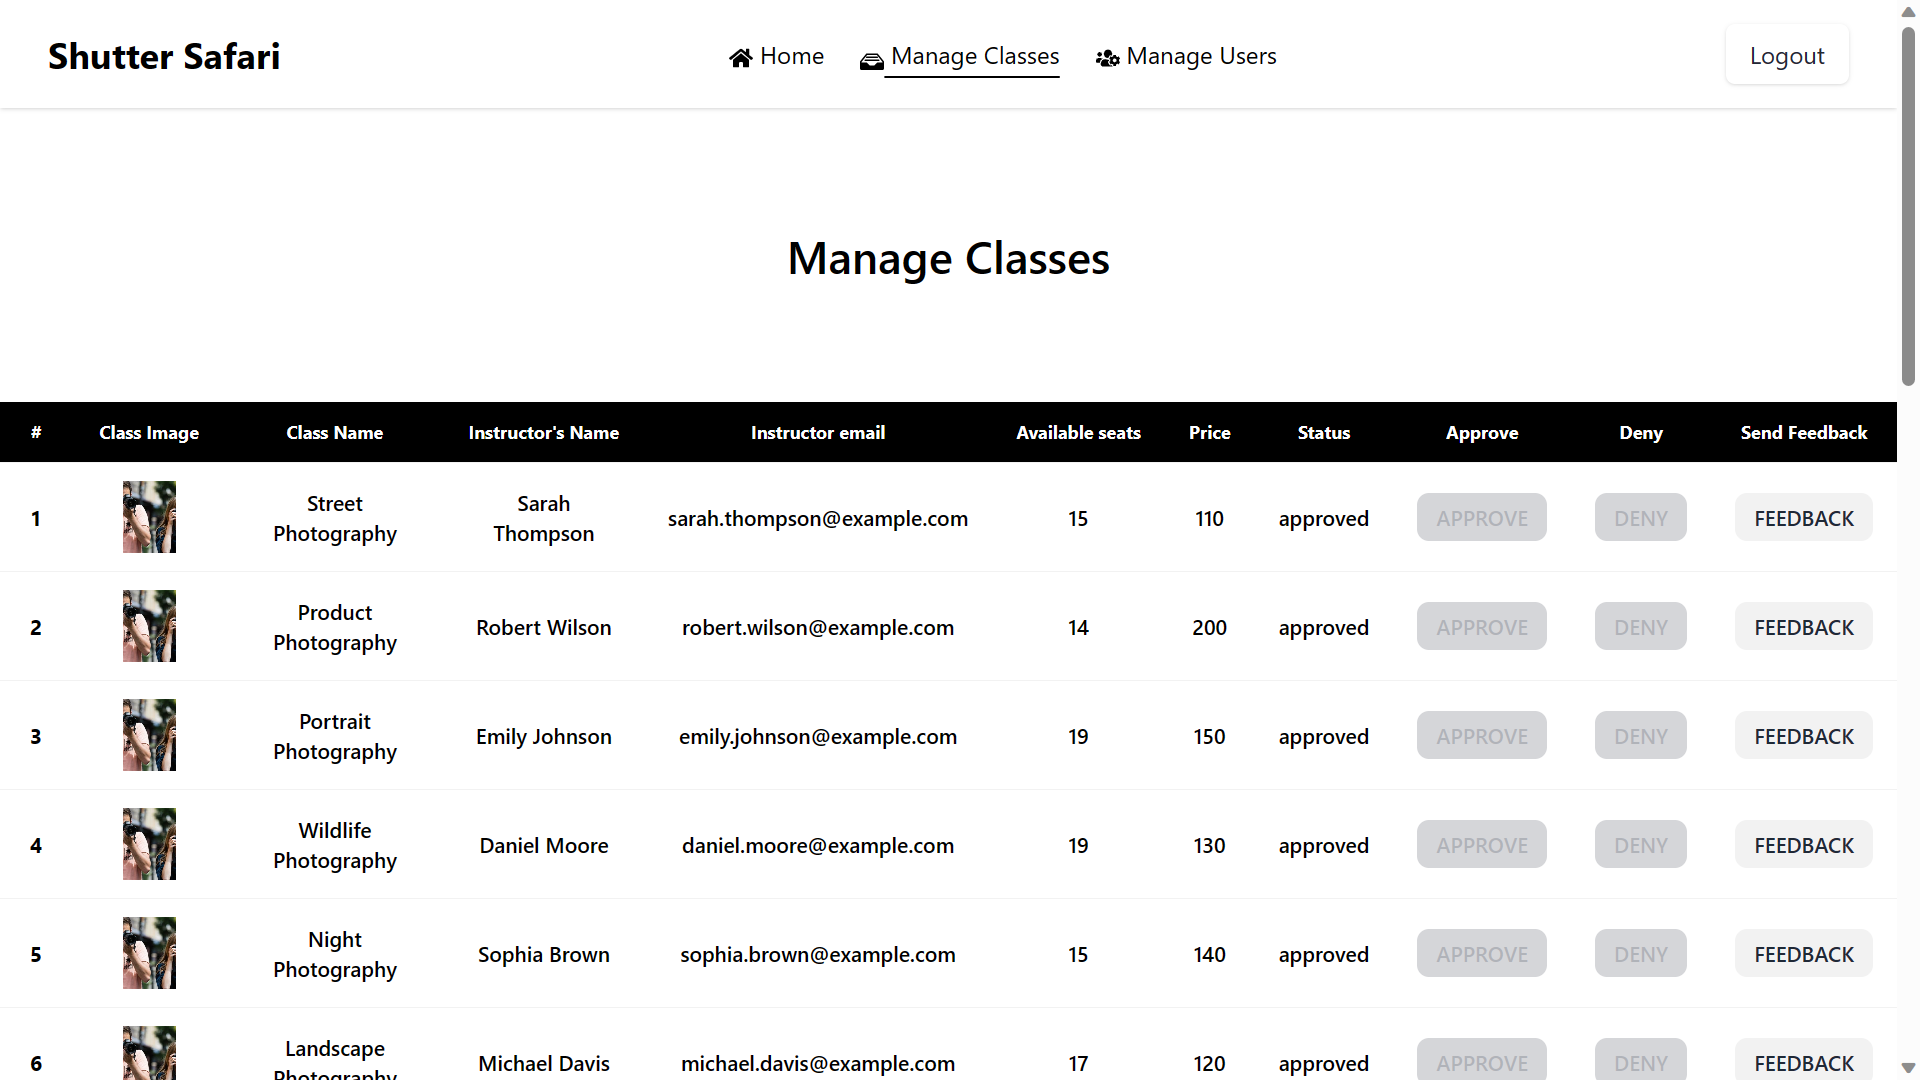 Shutter Safari
Home
Manage Classes
Manage Users
Logout
Manage Classes
# Class Image Class Name Instructor's Name Instructor email Available seats Price Status Approve Deny Send Feedback
1 Street Photography Sarah Thompson sarah.thompson@example.com 15 110 approved APPROVE DENY FEEDBACK
2 Product Photography Robert Wilson robert.wilson@example.com 14 200 approved APPROVE DENY FEEDBACK
3 Portrait Photography Emily Johnson emily.johnson@example.com 19 150 approved APPROVE DENY FEEDBACK
4 Wildlife Photography Daniel Moore daniel.moore@example.com 19 130 approved APPROVE DENY FEEDBACK
5 Night Photography Sophia Brown sophia.brown@example.com 15 140 approved APPROVE DENY FEEDBACK
6 Landscape Photography Michael Davis michael.davis@example.com 17 120 approved APPROVE DENY FEEDBACK